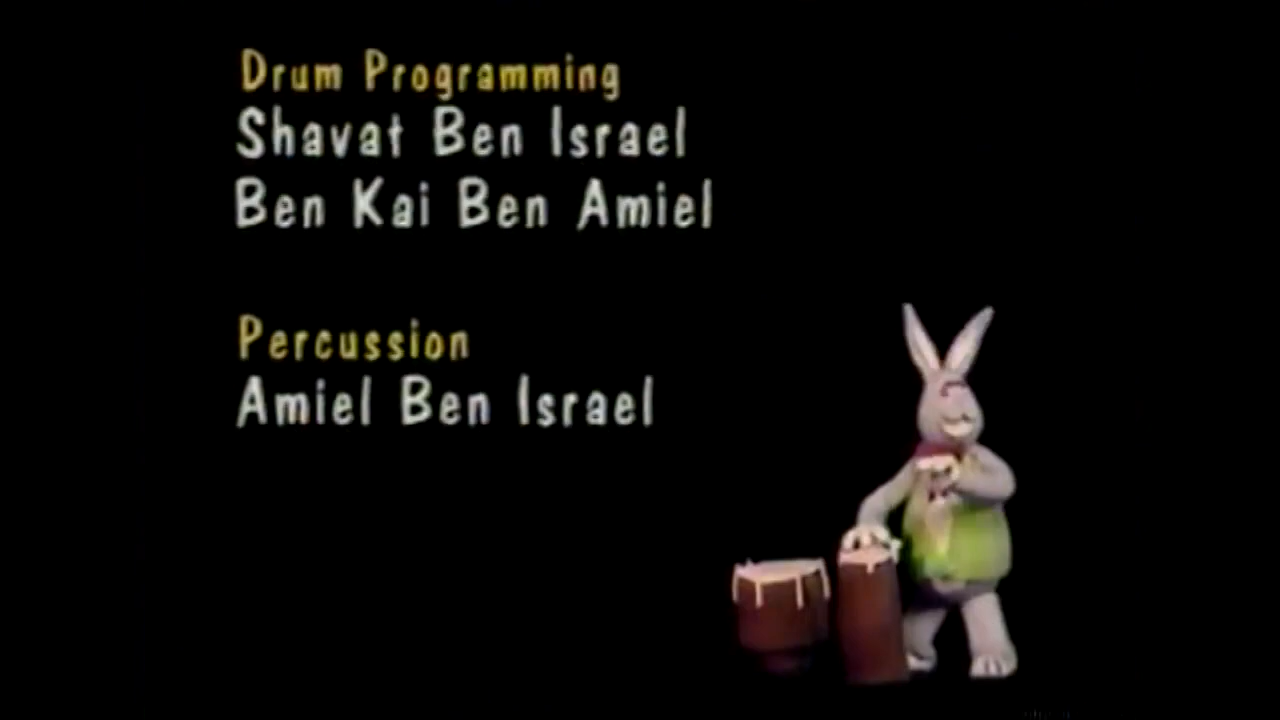 Drum Programming
Shavat Ben Israel
Ben Kai Ben Amiel
Percussion
Amiel Ben Israel